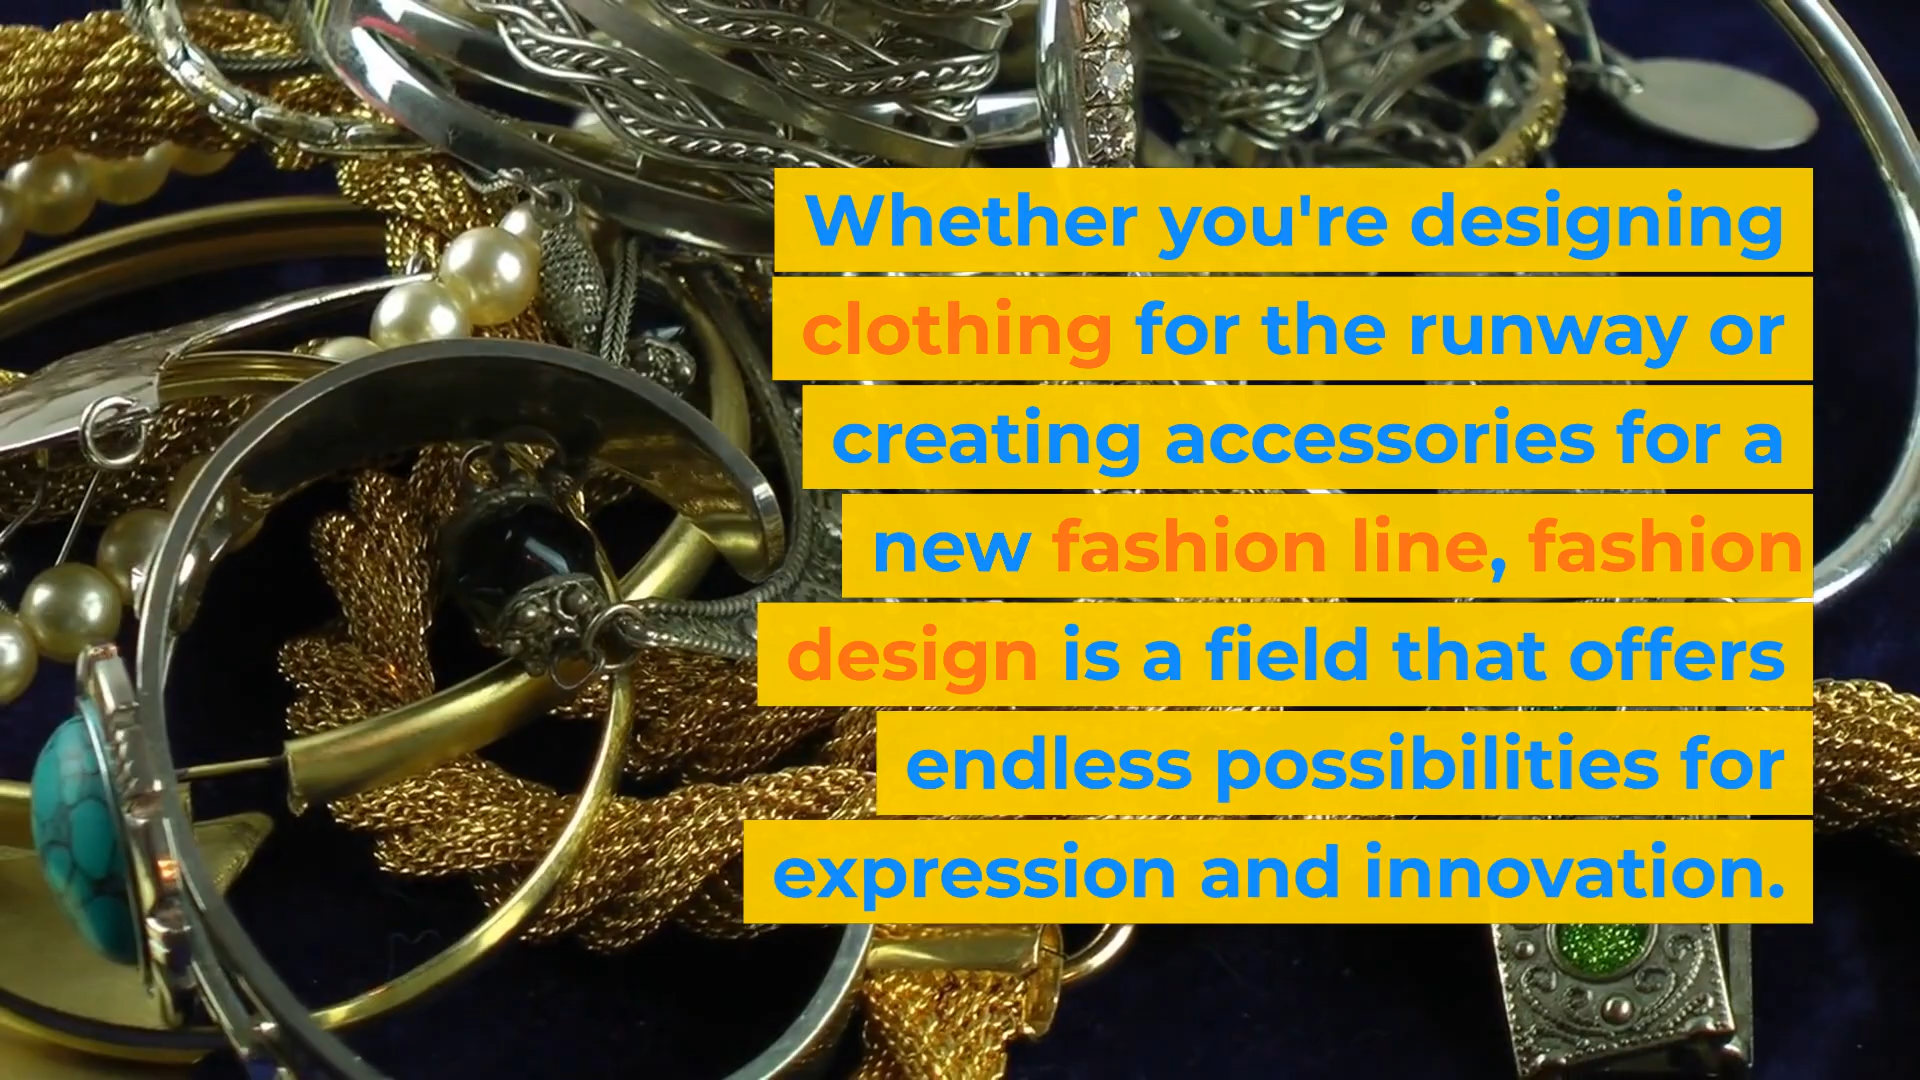 Whether you're designing
clothing for the runway or
creating accessories for a
new fashion line, fashion
design is a field that offers
endless possibilities for
expression and innovation.